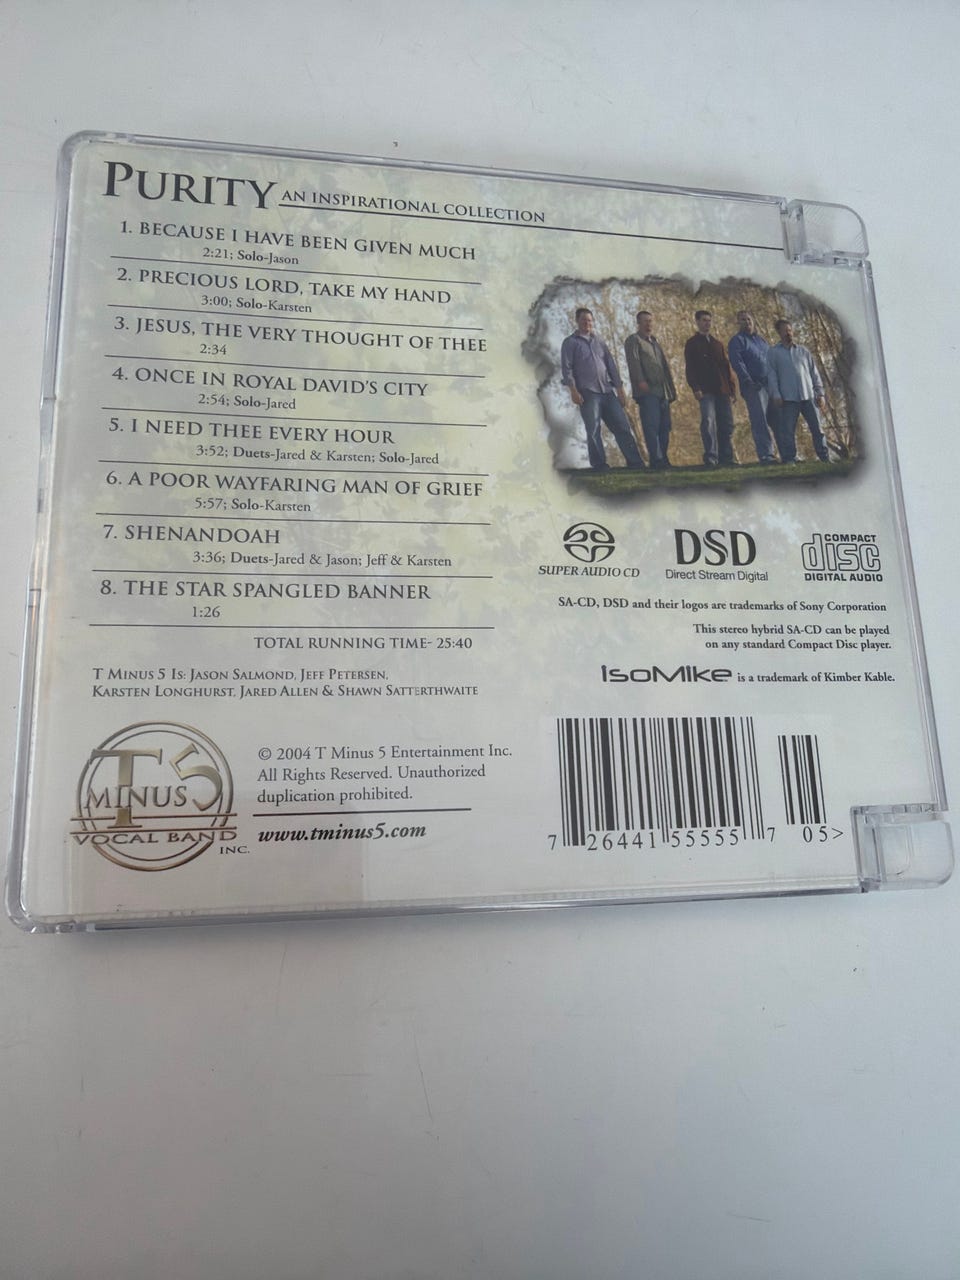 PURITY AN INSPIRATIONAL COLLECTION
1. BECAUSE I HAVE BEEN GIVEN MUCH
2:21; Solo-Jason
2. PRECIOUS LORD, TAKE MY HAND
3:00; Solo-Karsten
3. JESUS, THE VERY THOUGHT OF THEE
2:34
4. ONCE IN ROYAL DAVID'S CITY
2:54; Solo-Jared
5. I NEED THEE EVERY HOUR
3:52; Duets-Jared & Karsten; Solo-Jared
6. A POOR WAYFARING MAN OF GRIEF
5:57; Solo-Karsten
7. SHENANDOAH
3:36; Duets-Jared & Jason; Jeff & Karsten
8. THE STAR SPANGLED BANNER
1:26
TOTAL RUNNING TIME- 25:40
T MINUS 5 IS: JASON SALMOND, JEFF PETERSEN,
KARSTEN LONGHURST, JARED ALLEN & SHAWN SATTERTHWAITE
T MINUS 5
VOCAL BAND
INC.
© 2004 T Minus 5 Entertainment Inc.
All Rights Reserved. Unauthorized
duplication prohibited.
www.tminus5.com
SUPER AUDIO CD
DSD
Direct Stream Digital
COMPACT
disc
DIGITAL AUDIO
SA-CD, DSD and their logos are trademarks of Sony Corporation
This stereo hybrid SA-CD can be played
on any standard Compact Disc player.
IsoMike is a trademark of Kimber Kable.
7 26441 55555 7 05>